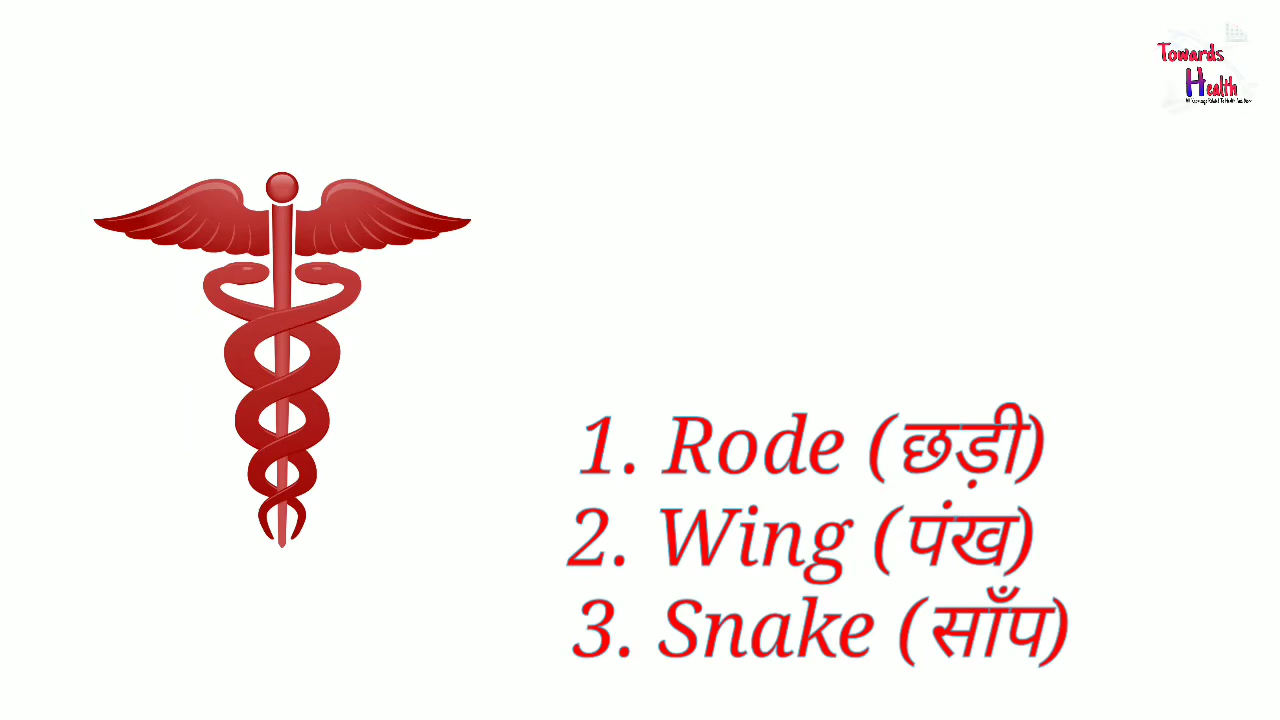 Towards
Health
1. Rode (छड़ी)
2. Wing (पंख)
3. Snake (साँप)